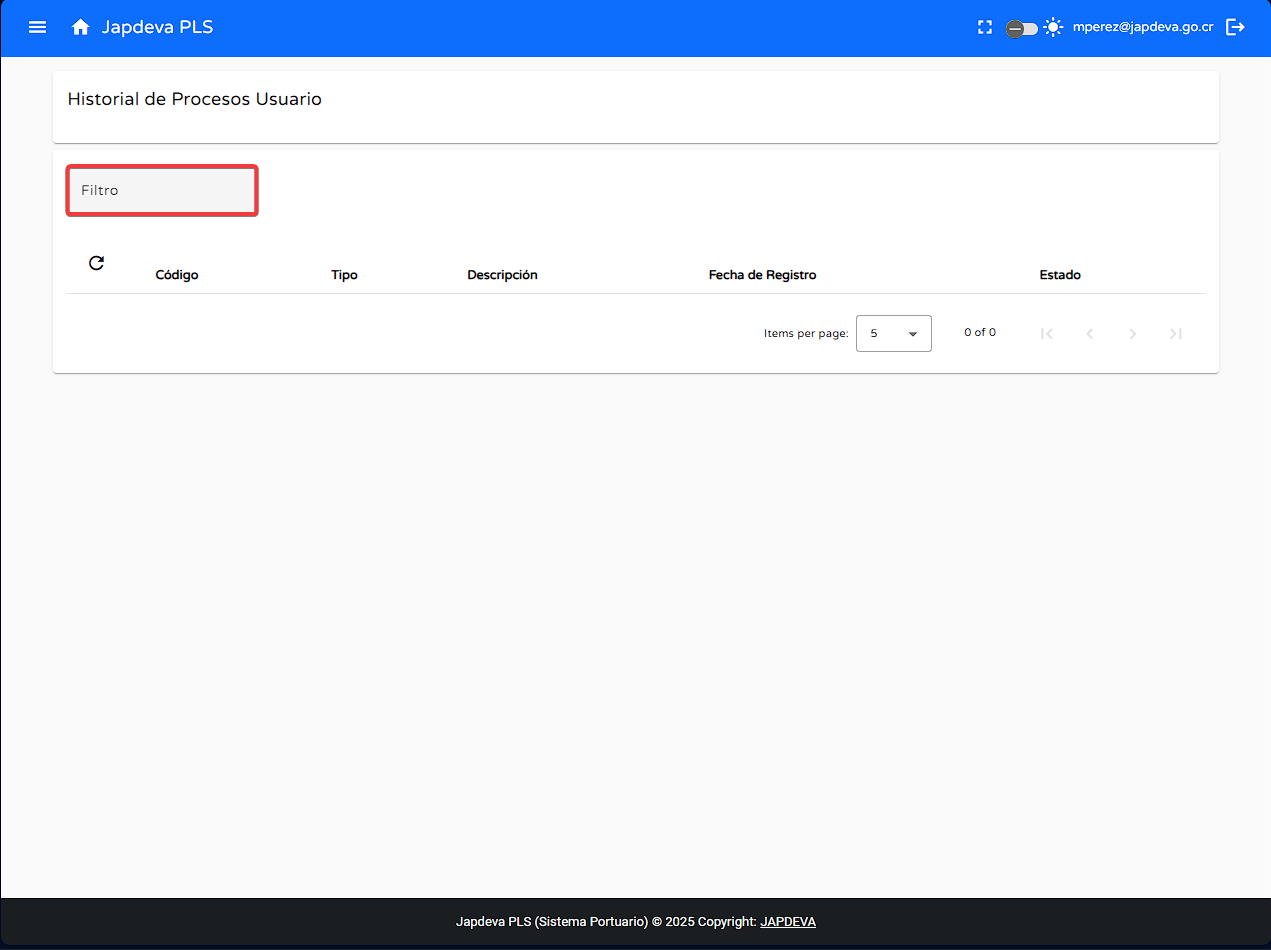 Japdeva PLS
mperez@japdeva.go.cr
Historial de Procesos Usuario
Filtro
Código Tipo Descripción Fecha de Registro Estado
Items per page: 5 0 of 0
Japdeva PLS (Sistema Portuario) © 2025 Copyright: JAPDEVA